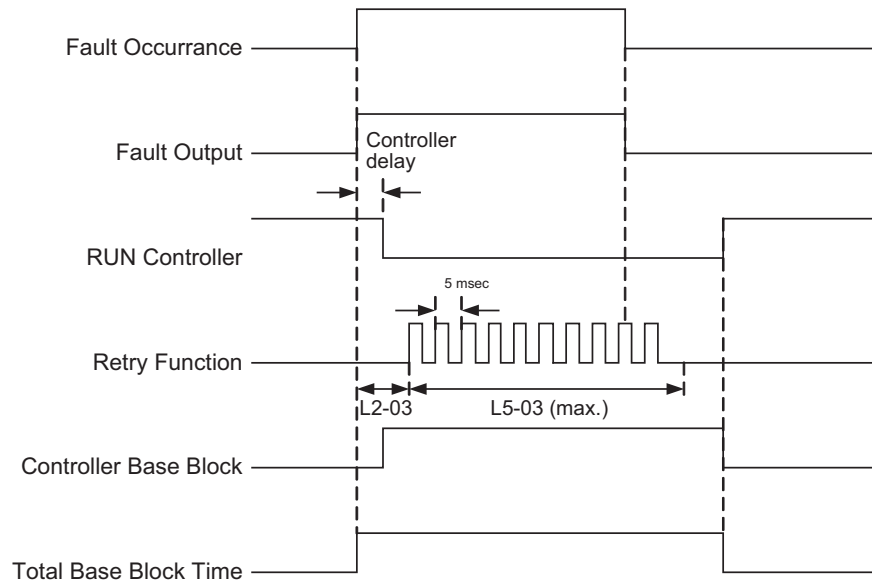 Fault Occurrance
Fault Output
Controller
delay
RUN Controller
5 msec
Retry Function
L2-03
L5-03 (max.)
Controller Base Block
Total Base Block Time